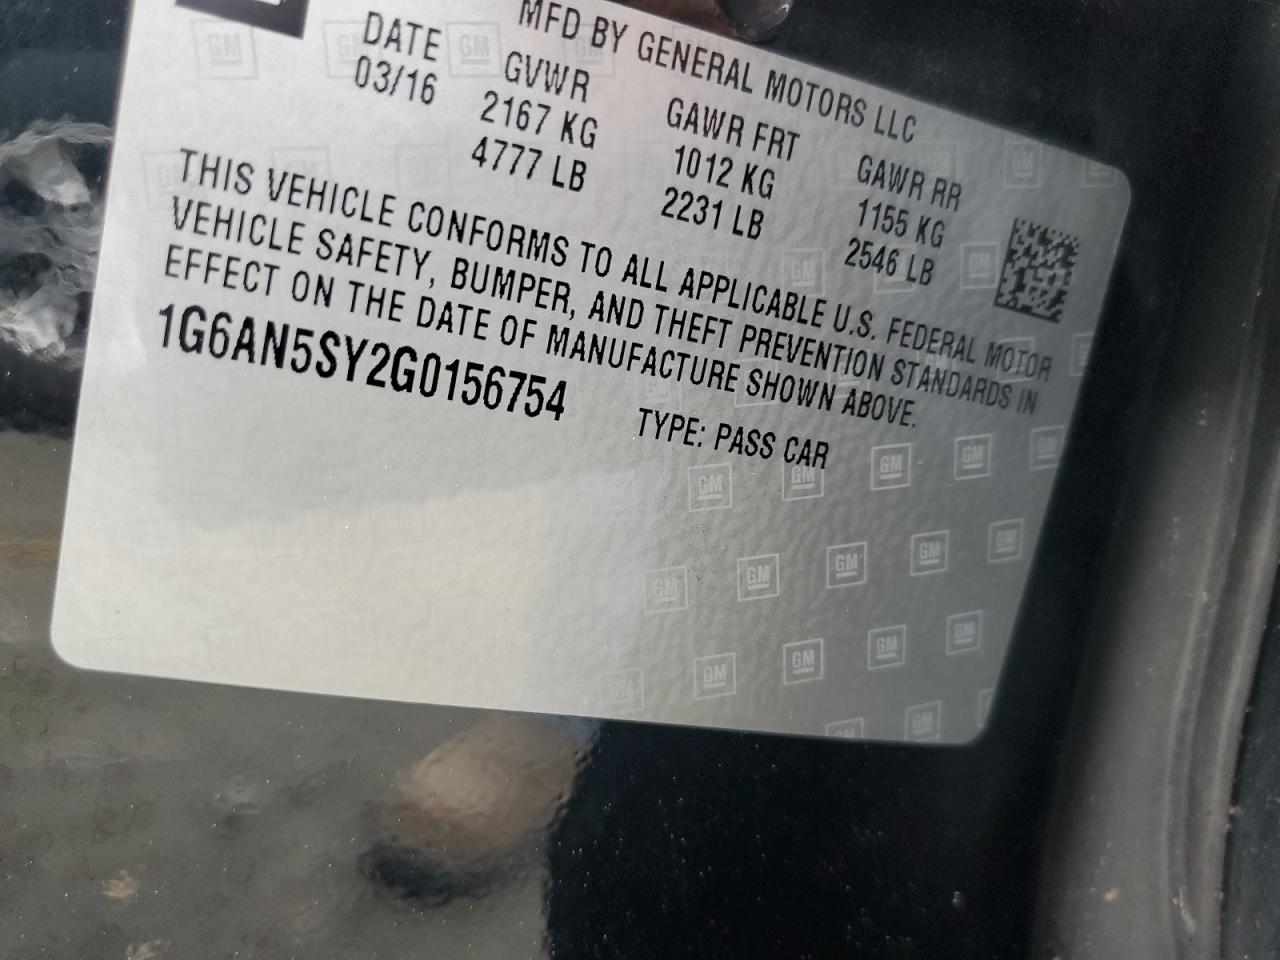 MFD BY GENERAL MOTORS LLC
DATE GVWR GAWR FRT GAWR RR
03/16 2167 KG 1012 KG 1155 KG
4777 LB 2231 LB 2546 LB
THIS VEHICLE CONFORMS TO ALL APPLICABLE U.S. FEDERAL MOTOR
VEHICLE SAFETY, BUMPER, AND THEFT PREVENTION STANDARDS IN
EFFECT ON THE DATE OF MANUFACTURE SHOWN ABOVE.
1G6AN5SY2G0156754 TYPE: PASS CAR